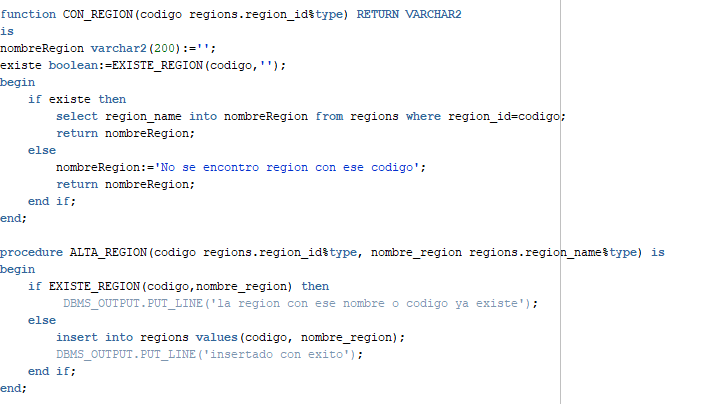 function CON_REGION(codigo regions.region_id%type) RETURN VARCHAR2
is
nombreRegion varchar2(200):='';
existe boolean:=EXISTE_REGION(codigo,'');
begin
    if existe then
        select region_name into nombreRegion from regions where region_id=codigo;
        return nombreRegion;
    else
        nombreRegion:='No se encontro region con ese codigo';
        return nombreRegion;
    end if;
end;

procedure ALTA_REGION(codigo regions.region_id%type, nombre_region regions.region_name%type) is
begin
    if EXISTE_REGION(codigo,nombre_region) then
         DBMS_OUTPUT.PUT_LINE('la region con ese nombre o codigo ya existe');
    else
        insert into regions values(codigo, nombre_region);
        DBMS_OUTPUT.PUT_LINE('insertado con exito');
    end if;
end;